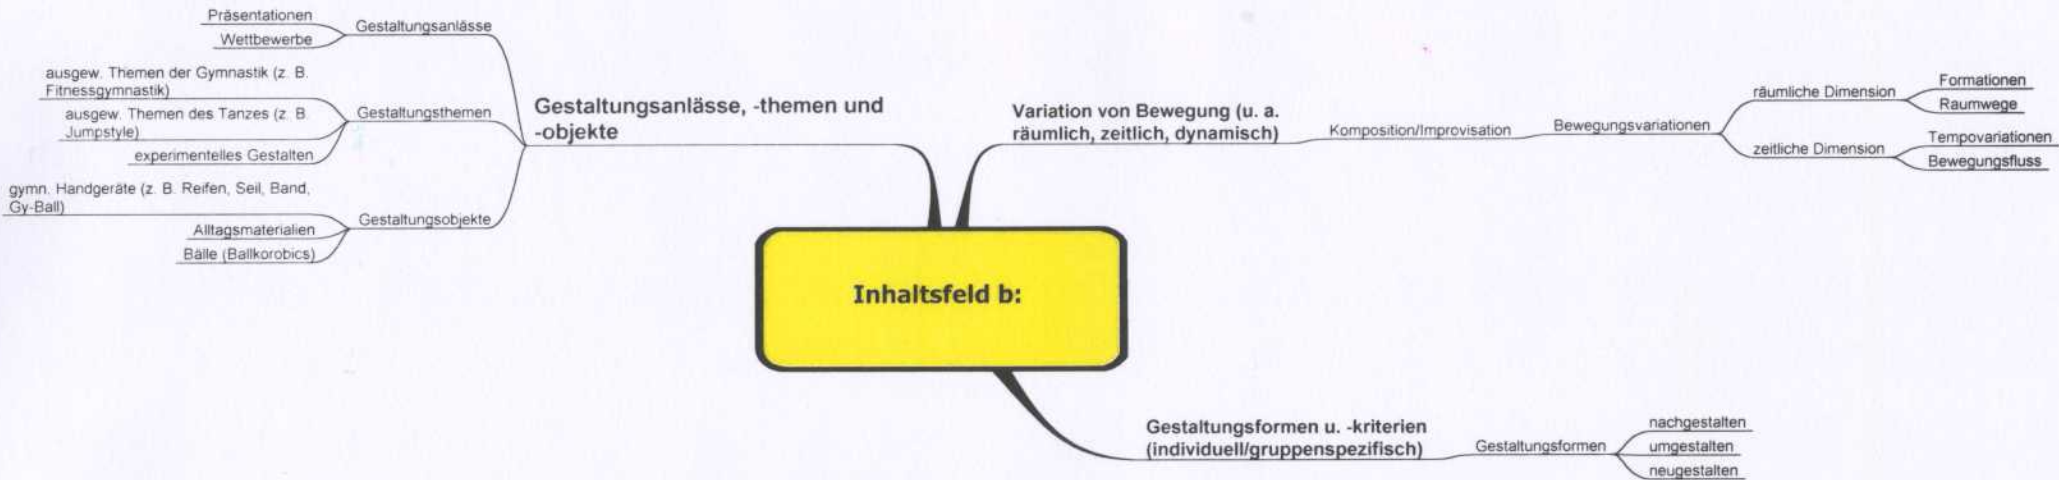 Präsentationen
Wettbewerbe
Gestaltungsanlässe
ausgew. Themen der Gymnastik (z. B.
Fitnessgymnastik)
ausgew. Themen des Tanzes (z. B.
Jumpstyle)
experimentelles Gestalten
Gestaltungsthemen
gymn. Handgeräte (z. B. Reifen, Seil, Band,
Gy-Ball)
Alltagsmaterialien
Bälle (Ballkorobics)
Gestaltungsobjekte
Gestaltungsanlässe, -themen und
-objekte
Variation von Bewegung (u. a.
räumlich, zeitlich, dynamisch)
Komposition/Improvisation
Bewegungsvariationen
räumliche Dimension
Formationen
Raumwege
zeitliche Dimension
Tempovariationen
Bewegungsfluss
Inhaltsfeld b:
Gestaltungsformen u. -kriterien
(individuell/gruppenspezifisch)
Gestaltungsformen
nachgestalten
umgestalten
neugestalten